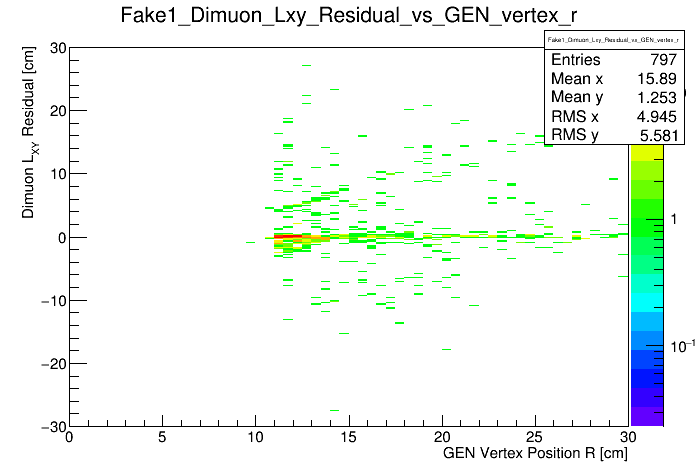 Fake1_Dimuon_Lxy_Residual_vs_GEN_vertex_r
Dimuon LXY Residual [cm]
Fake1_Dimuon_Lxy_Residual_vs_GEN_vertex_r
Entries 797
Mean x 15.89
Mean y 1.253
RMS x 4.945
RMS y 5.581
30
20
10
0
−10
−20
−30
0 5 10 15 20 25 30
GEN Vertex Position R [cm]
1
10−1